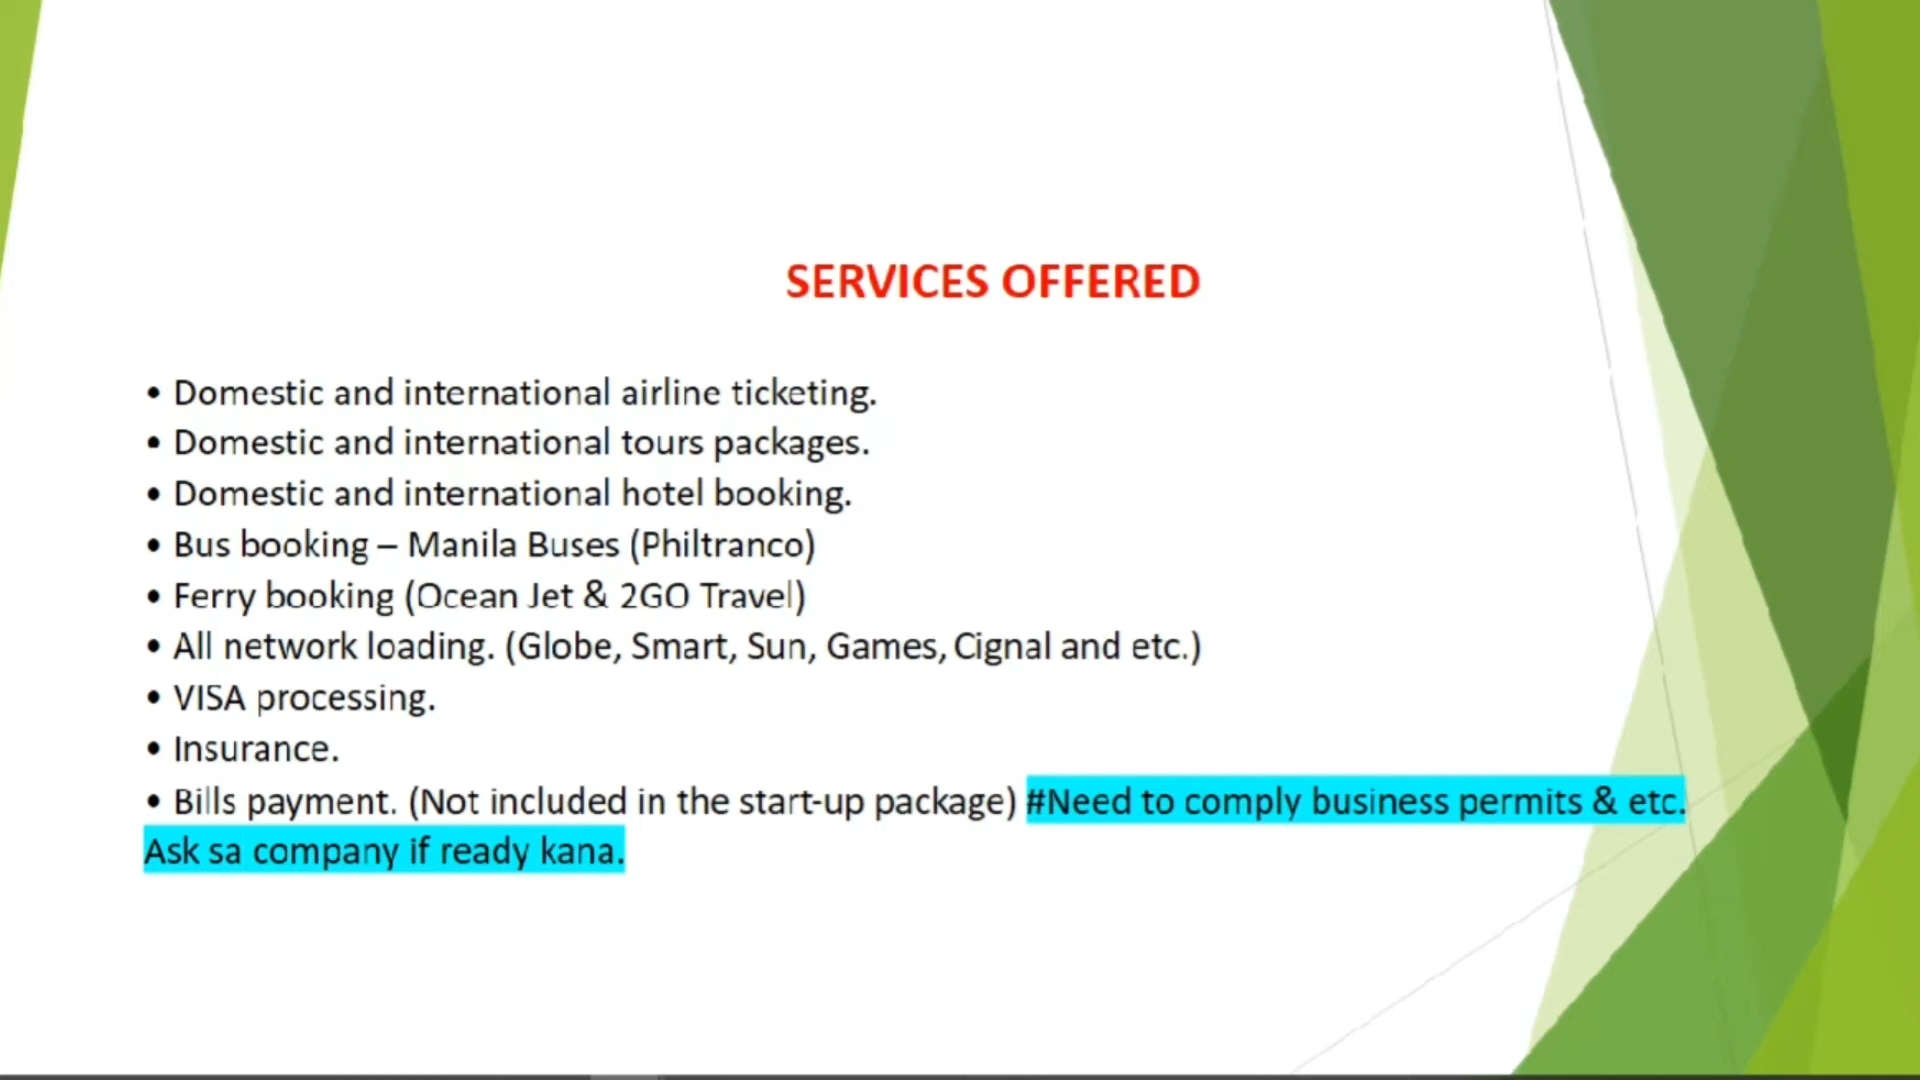 SERVICES OFFERED
• Domestic and international airline ticketing.
• Domestic and international tours packages.
• Domestic and international hotel booking.
• Bus booking – Manila Buses (Philtranco)
• Ferry booking (Ocean Jet & 2GO Travel)
• All network loading. (Globe, Smart, Sun, Games, Cignal and etc.)
• VISA processing.
• Insurance.
• Bills payment. (Not included in the start-up package) #Need to comply business permits & etc.
Ask sa company if ready kana.